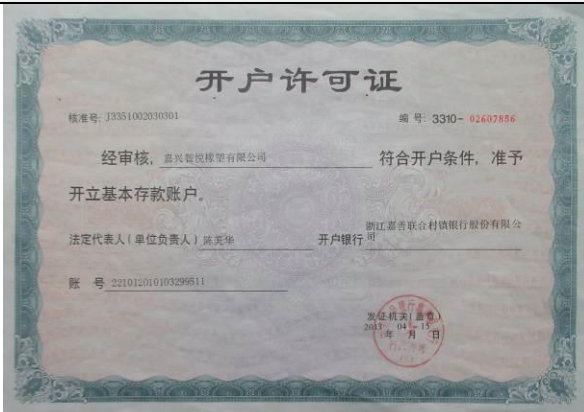 开户许可证
核准号: J3351002030301 编号: 3310- 02607856
经审核, 嘉兴智悦橡塑有限公司 符合开户条件, 准予
开立基本存款账户。
法定代表人(单位负责人) 陈芙华 开户银行 浙江嘉善联合村镇银行股份有限公
司
账 号 221012010103299511
发证机关(盖章)
2013 04 15
年 月 日